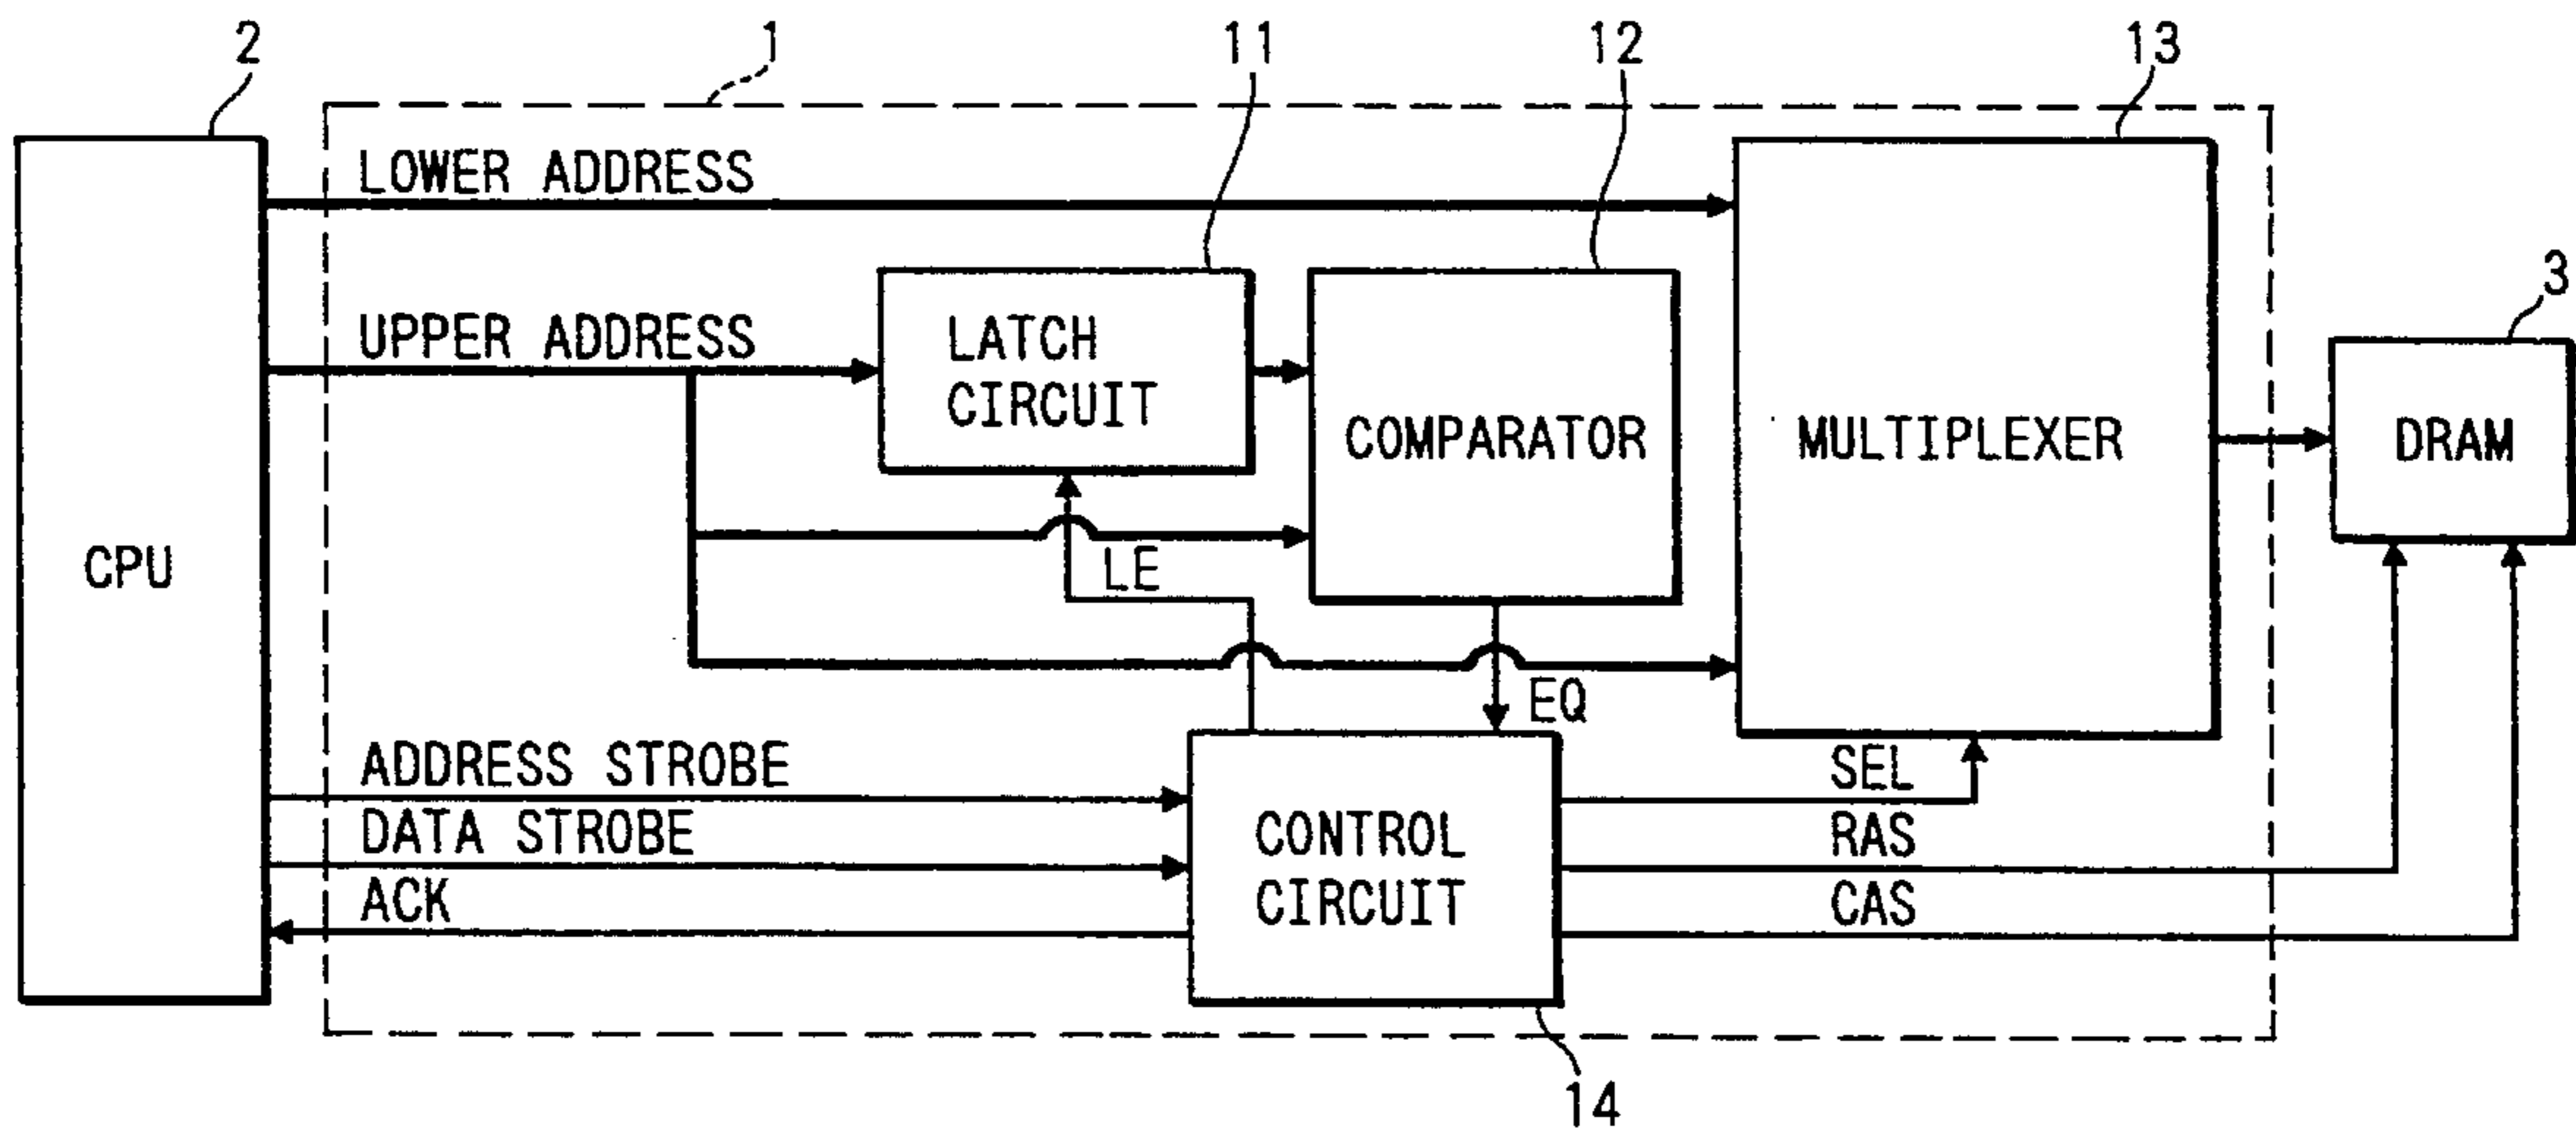 2
1
11
12
13
LOWER ADDRESS
3
UPPER ADDRESS
LATCH
CIRCUIT
COMPARATOR
MULTIPLEXER
DRAM
CPU
LE
EQ
ADDRESS STROBE
SEL
DATA STROBE
CONTROL
CIRCUIT
RAS
ACK
CAS
14